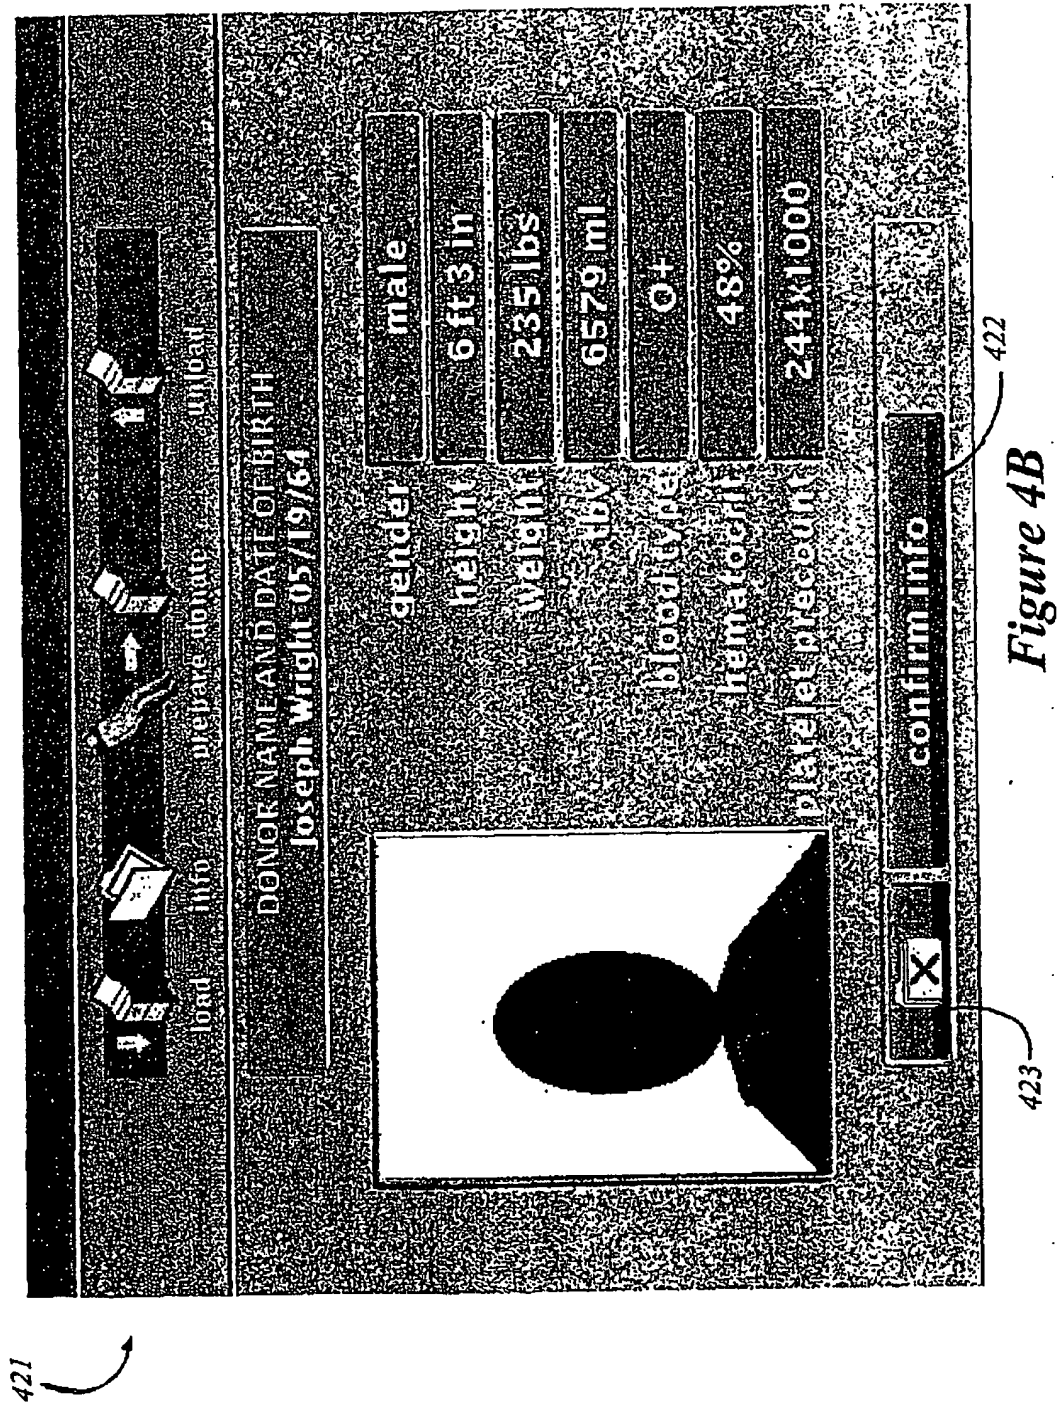 421
load info prepare donate unload
DONOR NAME AND DATE OF BIRTH
Joseph Wright 05/19/64
gender male
height 6 ft 3 in
Weight 235 lbs
tbv 6579 ml
blood type O+
hematocrit 48%
platelet precount 244x1000
X confirm info
423
422
Figure 4B